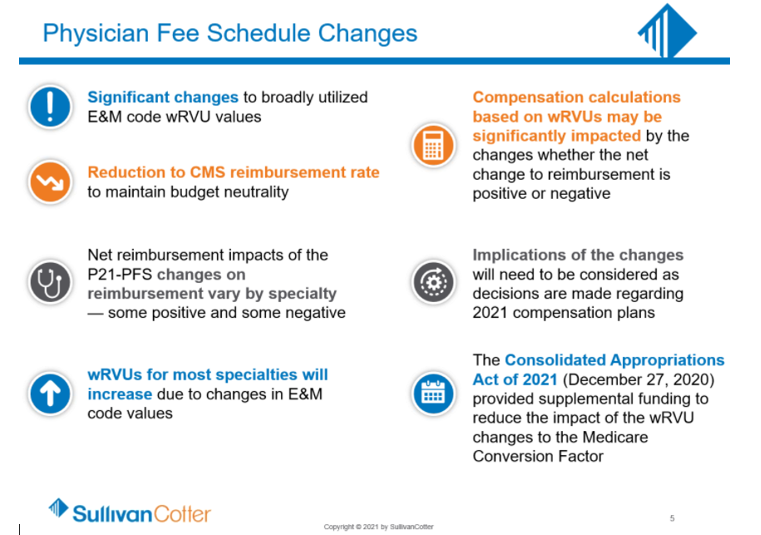 Physician Fee Schedule Changes
Significant changes to broadly utilized
E&M code wRVU values
Reduction to CMS reimbursement rate
to maintain budget neutrality
Net reimbursement impacts of the
P21-PFS changes on
reimbursement vary by specialty
— some positive and some negative
wRVUs for most specialties will
increase due to changes in E&M
code values
Compensation calculations
based on wRVUs may be
significantly impacted by the
changes whether the net
change to reimbursement is
positive or negative
Implications of the changes
will need to be considered as
decisions are made regarding
2021 compensation plans
The Consolidated Appropriations
Act of 2021 (December 27, 2020)
provided supplemental funding to
reduce the impact of the wRVU
changes to the Medicare
Conversion Factor
SullivanCotter
Copyright © 2021 by SullivanCotter
5